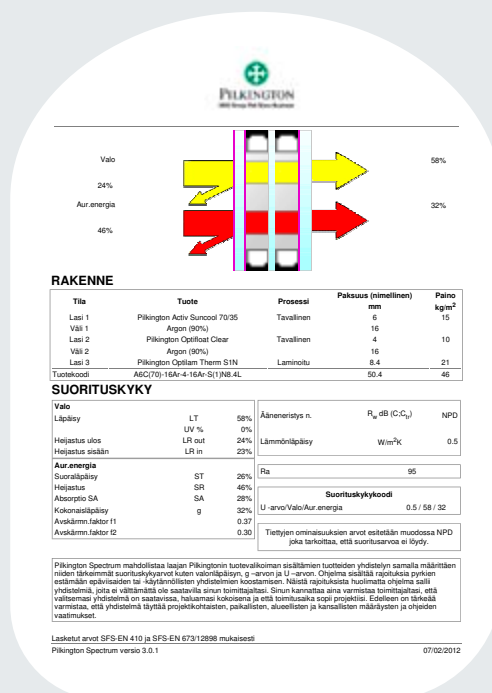 PILKINGTON
NSG Group Flat Glass Business
Valo
58%
24%
Aur.energia
32%
46%
RAKENNE
Tila Tuote Prosessi Paksuus (nimellinen) mm Paino kg/m²
Lasi 1 Pilkington Activ Suncool 70/35 Tavallinen 6 15
Väli 1 Argon (90%) 16
Lasi 2 Pilkington Optifloat Clear Tavallinen 4 10
Väli 2 Argon (90%) 16
Lasi 3 Pilkington Optilam Therm S1N Laminoitu 8.4 21
Tuotekoodi A6C(70)-16Ar-4-16Ar-S(1)N8.4L 50.4 46
SUORITUSKYKY
Valo
Läpäisy LT 58%
UV % 0%
Heijastus ulos LR out 24%
Heijastus sisään LR in 23%
Aur.energia
Suoraläpäisy ST 26%
Heijastus SR 46%
Absorptio SA SA 28%
Kokonaisläpäisy g 32%
Avskärmn.faktor f1 0.37
Avskärmn.faktor f2 0.30
Ääneneristys n. Rw dB (C;Ctr) NPD
Lämmönläpäisy W/m²K 0.5
Ra 95
Suorituskykykoodi
U -arvo/Valo/Aur.energia 0.5 / 58 / 32
Tiettyjen ominaisuuksien arvot esitetään muodossa NPD
joka tarkoittaa, että suoritusarvoa ei löydy.
Pilkington Spectrum mahdollistaa laajan Pilkingtonin tuotevalikoiman sisältämien tuotteiden yhdistelyn samalla määrittäen
niiden tärkeimmät suorituskykyarvot kuten valonläpäisyn, g –arvon ja U –arvon. Ohjelma sisältää rajoituksia pyrkien
estämään epäviisaiden tai -käytännöllisten yhdistelmien koostamisen. Näistä rajoituksista huolimatta ohjelma sallii
yhdistelmiä, joita ei välttämättä ole saatavilla sinun toimittajaltasi. Sinun kannattaa aina varmistaa toimittajaltasi, että
valitsemasi yhdistelmä on saatavissa, haluamasi kokoisena ja että toimitusaika sopii projektiisi. Edelleen on tärkeää
varmistaa, että yhdistelmä täyttää projektikohtaisten, paikallisten, alueellisten ja kansallisten määräysten ja ohjeiden
vaatimukset.
Lasketut arvot SFS-EN 410 ja SFS-EN 673/12898 mukaisesti
Pilkington Spectrum versio 3.0.1 07/02/2012